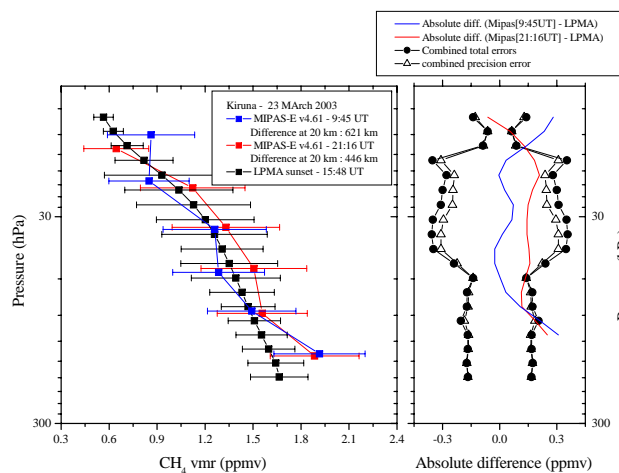 Absolute diff. (Mipas[9:45UT] - LPMA)
Absolute diff. (Mipas[21:16UT] - LPMA)
Combined total errors
combined precision error
Kiruna - 23 MArch 2003
MIPAS-E v4.61 - 9:45 UT
Difference at 20 km : 621 km
MIPAS-E v4.61 - 21:16 UT
Difference at 20 km : 446 km
LPMA sunset - 15:48 UT
Pressure (hPa)
30
300
0.3 0.6 0.9 1.2 1.5 1.8 2.1 2.4
CH4 vmr (ppmv)
30
300
-0.3 0.0 0.3
Absolute difference (ppmv)